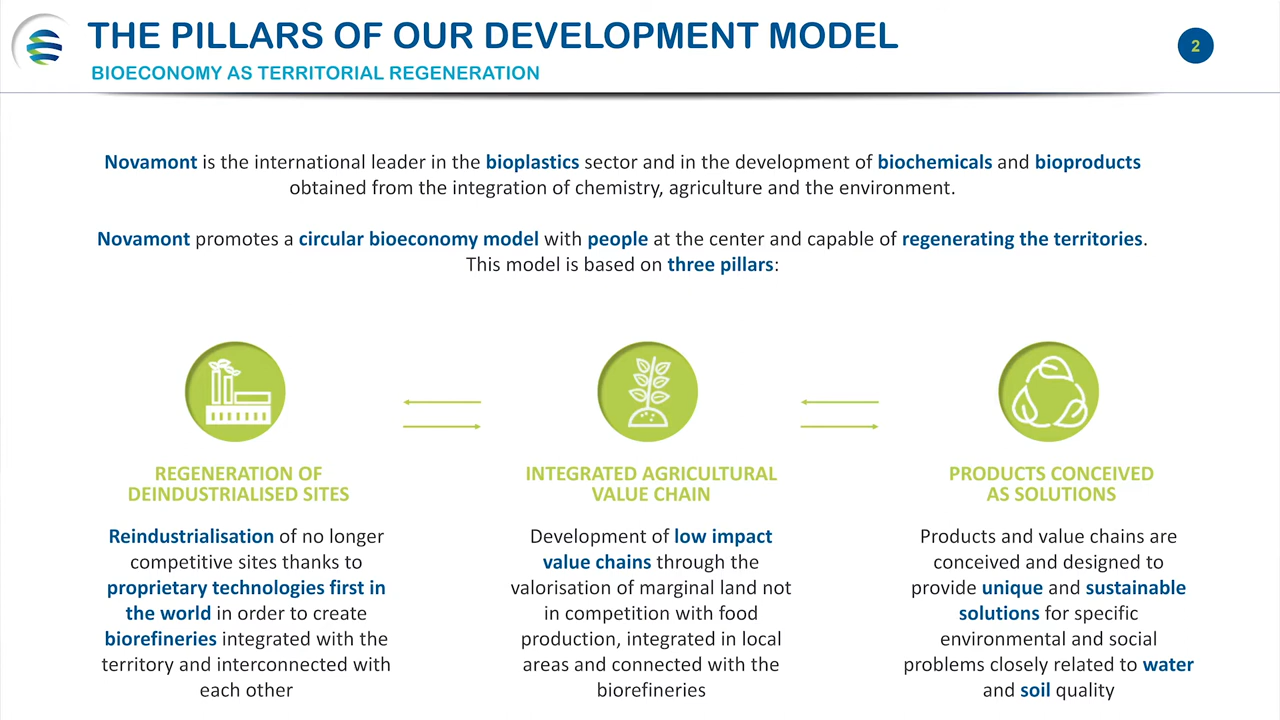 THE PILLARS OF OUR DEVELOPMENT MODEL
BIOECONOMY AS TERRITORIAL REGENERATION
2
Novamont is the international leader in the bioplastics sector and in the development of biochemicals and bioproducts
obtained from the integration of chemistry, agriculture and the environment.
Novamont promotes a circular bioeconomy model with people at the center and capable of regenerating the territories.
This model is based on three pillars:
REGENERATION OF
DEINDUSTRIALISED SITES
Reindustrialisation of no longer
competitive sites thanks to
proprietary technologies first in
the world in order to create
biorefineries integrated with the
territory and interconnected with
each other
INTEGRATED AGRICULTURAL
VALUE CHAIN
Development of low impact
value chains through the
valorisation of marginal land not
in competition with food
production, integrated in local
areas and connected with the
biorefineries
PRODUCTS CONCEIVED
AS SOLUTIONS
Products and value chains are
conceived and designed to
provide unique and sustainable
solutions for specific
environmental and social
problems closely related to water
and soil quality